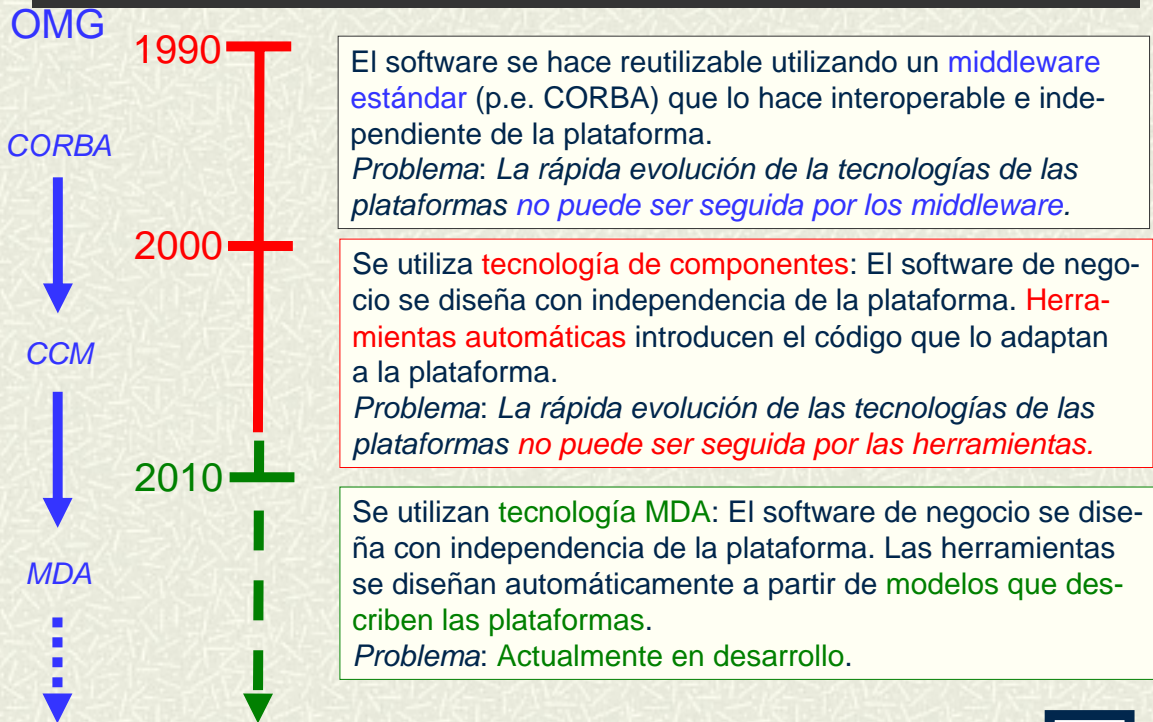 OMG
1990
El software se hace reutilizable utilizando un middleware
estándar (p.e. CORBA) que lo hace interoperable e inde-
pendiente de la plataforma.
Problema: La rápida evolución de la tecnologías de las
plataformas no puede ser seguida por los middleware.
CORBA
2000
Se utiliza tecnología de componentes: El software de nego-
cio se diseña con independencia de la plataforma. Herra-
mientas automáticas introducen el código que lo adaptan
a la plataforma.
Problema: La rápida evolución de las tecnologías de las
plataformas no puede ser seguida por las herramientas.
CCM
2010
Se utilizan tecnología MDA: El software de negocio se dise-
ña con independencia de la plataforma. Las herramientas
se diseñan automáticamente a partir de modelos que des-
criben las plataformas.
Problema: Actualmente en desarrollo.
MDA